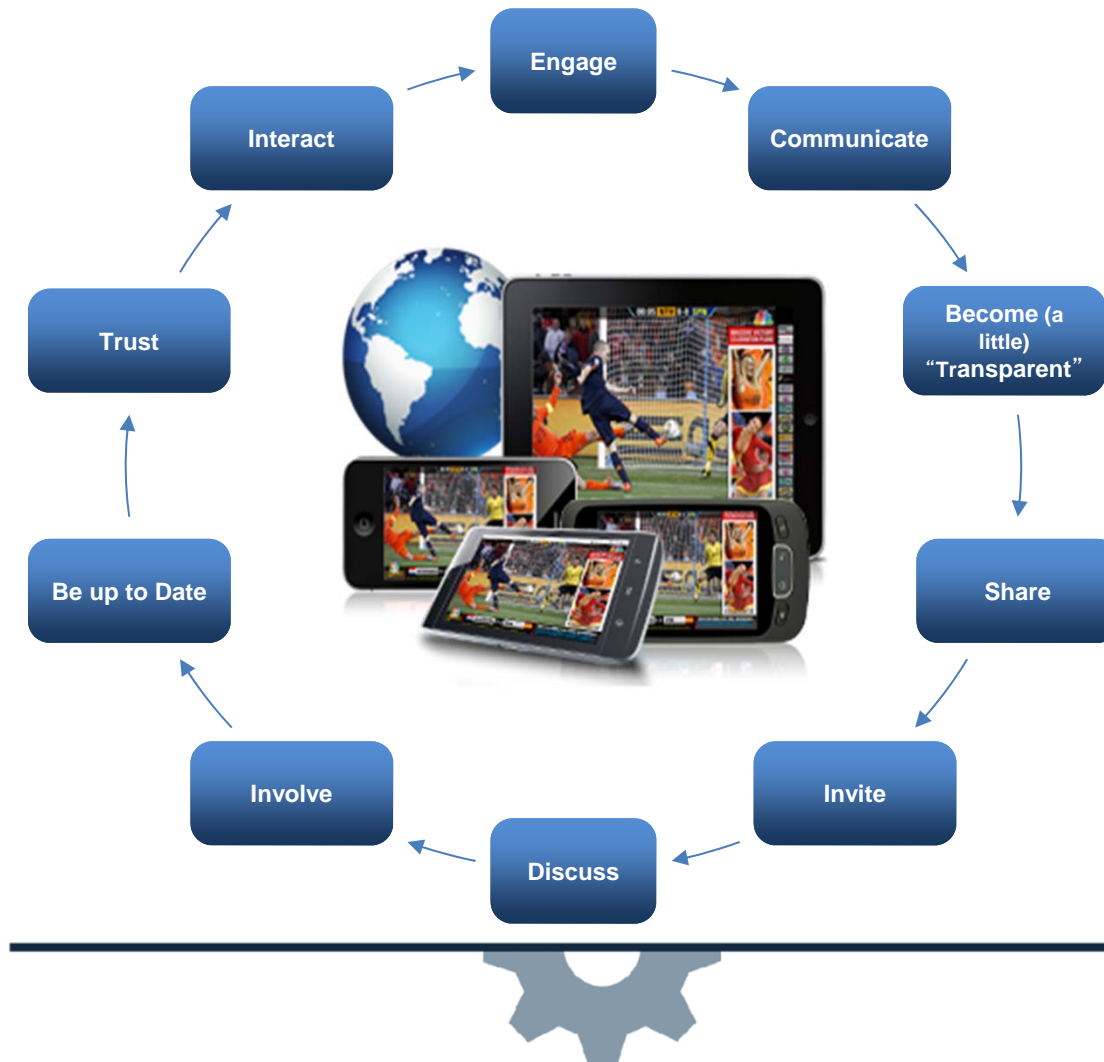 Engage
Communicate
Become (a
little)
“Transparent”
Share
Invite
Discuss
Involve
Be up to Date
Trust
Interact